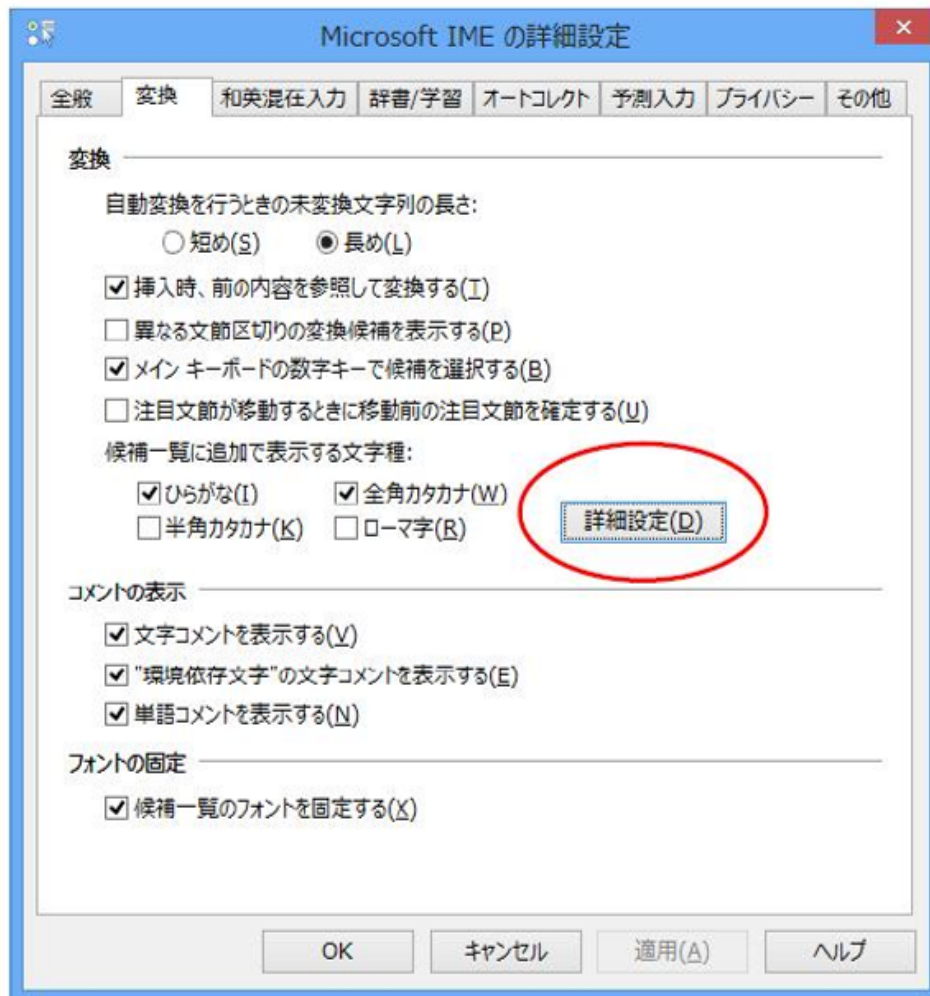 Microsoft IME の詳細設定
全般 変換 和英混在入力 辞書/学習 オートコレクト 予測入力 プライバシー その他
変換
自動変換を行うときの未変換文字列の長さ:
短め(S) 長め(L)
挿入時、前の内容を参照して変換する(T)
異なる文節区切りの変換候補を表示する(P)
メイン キーボードの数字キーで候補を選択する(B)
注目文節が移動するときに移動前の注目文節を確定する(U)
候補一覧に追加で表示する文字種:
ひらがな(I) 全角カタカナ(W)
詳細設定(D)
半角カタカナ(K) ローマ字(R)
コメントの表示
文字コメントを表示する(V)
"環境依存文字"の文字コメントを表示する(E)
単語コメントを表示する(N)
フォントの固定
候補一覧のフォントを固定する(X)
OK キャンセル 適用(A) ヘルプ